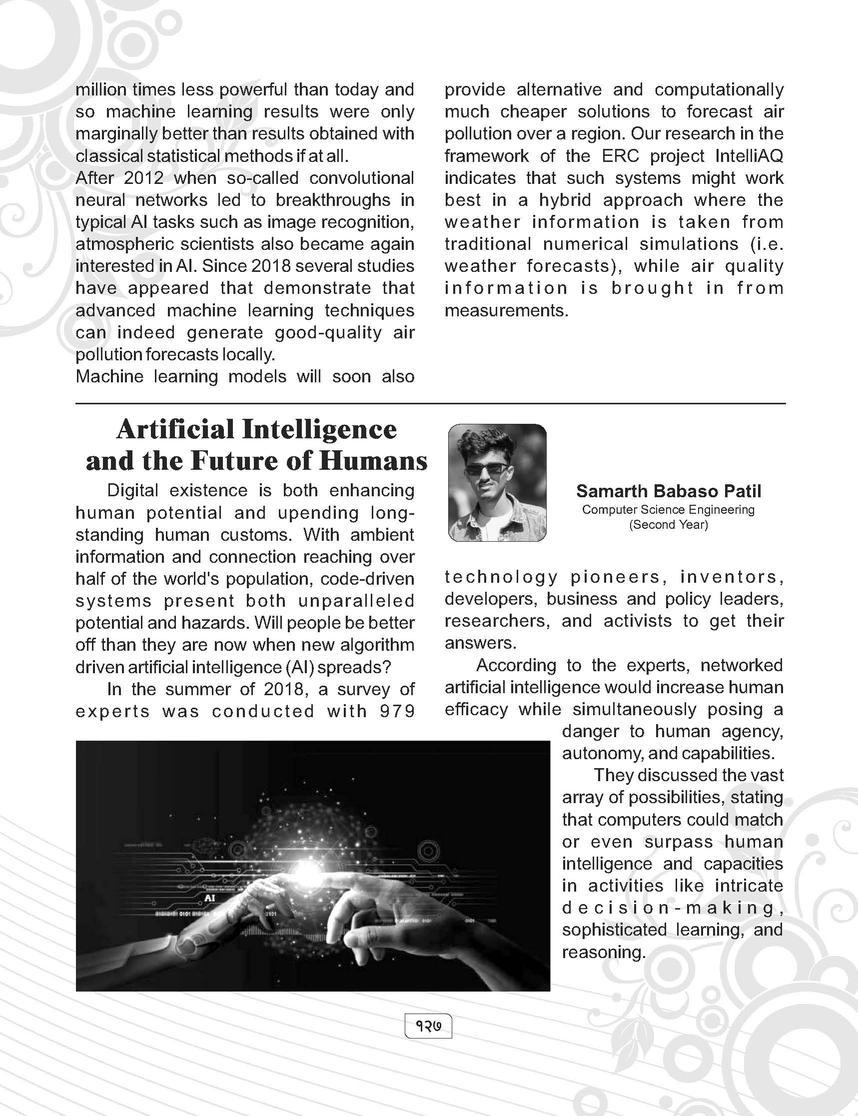 million times less powerful than today and
so machine learning results were only
marginally better than results obtained with
classical statistical methods if at all.
After 2012 when so-called convolutional
neural networks led to breakthroughs in
typical AI tasks such as image recognition,
atmospheric scientists also became again
interested in AI. Since 2018 several studies
have appeared that demonstrate that
advanced machine learning techniques
can indeed generate good-quality air
pollution forecasts locally.
Machine learning models will soon also
provide alternative and computationally
much cheaper solutions to forecast air
pollution over a region. Our research in the
framework of the ERC project IntelliAQ
indicates that such systems might work
best in a hybrid approach where the
weather information is taken from
traditional numerical simulations (i.e.
weather forecasts), while air quality
information is brought in from
measurements.
Artificial Intelligence
and the Future of Humans
Samarth Babaso Patil
Computer Science Engineering
(Second Year)
Digital existence is both enhancing
human potential and upending long-
standing human customs. With ambient
information and connection reaching over
half of the world's population, code-driven
systems present both unparalleled
potential and hazards. Will people be better
off than they are now when new algorithm
driven artificial intelligence (AI) spreads?
In the summer of 2018, a survey of
experts was conducted with 979
technology pioneers, inventors,
developers, business and policy leaders,
researchers, and activists to get their
answers.
According to the experts, networked
artificial intelligence would increase human
efficacy while simultaneously posing a
danger to human agency,
autonomy, and capabilities.
They discussed the vast
array of possibilities, stating
that computers could match
or even surpass human
intelligence and capacities
in activities like intricate
decision-making,
sophisticated learning, and
reasoning.
AI
१२७